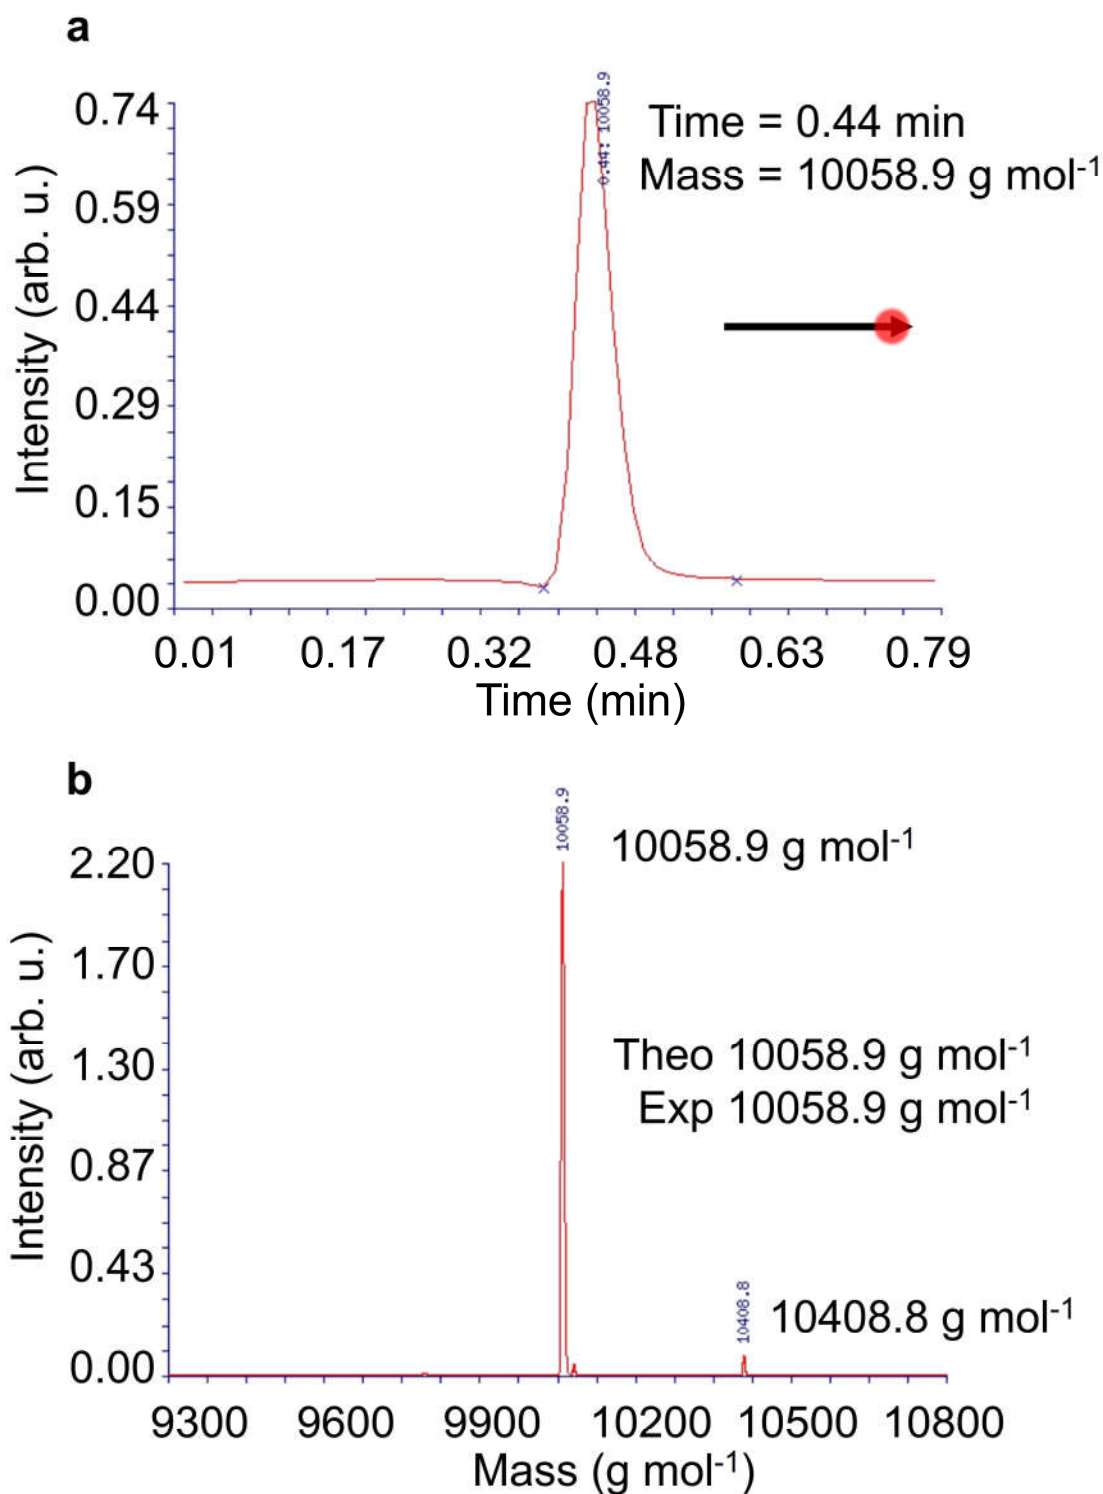 a
0.44: 10058.9
Time = 0.44 min
Mass = 10058.9 g mol-1
Intensity (arb. u.)
0.74
0.59
0.44
0.29
0.15
0.00
0.01 0.17 0.32 0.48 0.63 0.79
Time (min)
b
10058.9
10058.9 g mol-1
Intensity (arb. u.)
2.20
1.70
1.30
0.87
0.43
0.00
Theo 10058.9 g mol-1
Exp 10058.9 g mol-1
10408.8
10408.8 g mol-1
9300 9600 9900 10200 10500 10800
Mass (g mol-1)